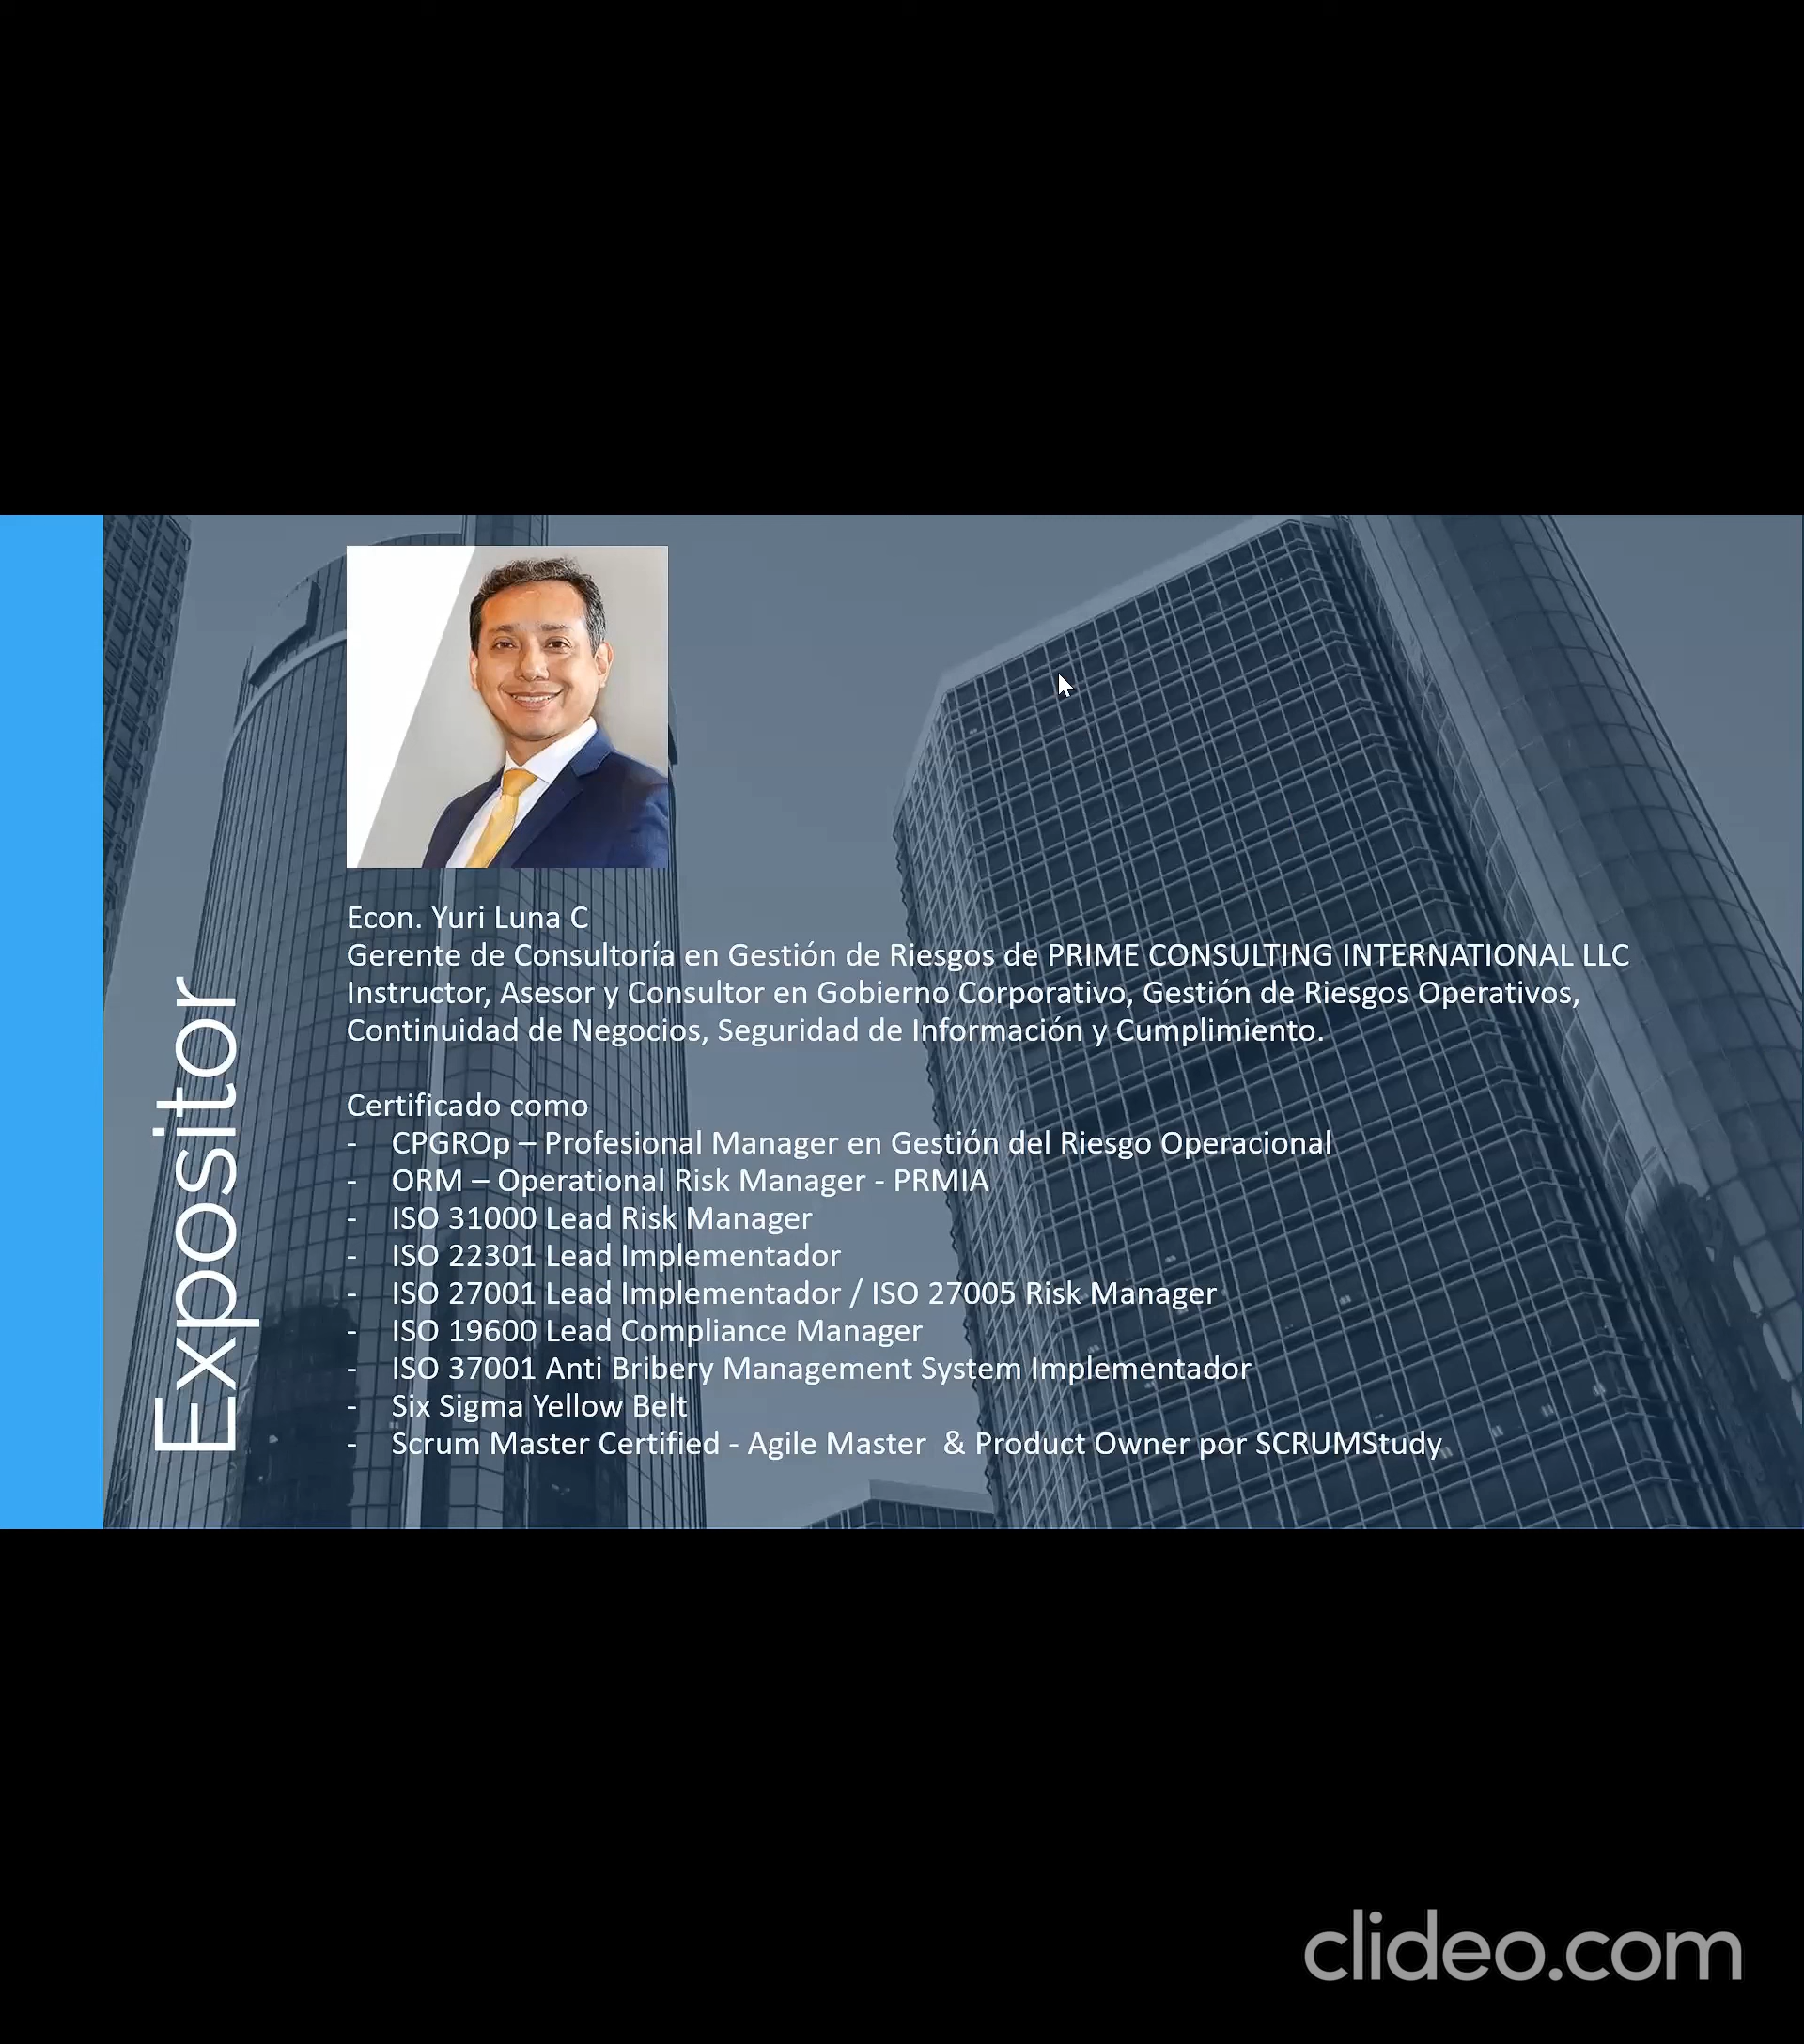 Expositor
Econ. Yuri Luna C
Gerente de Consultoría en Gestión de Riesgos de PRIME CONSULTING INTERNATIONAL LLC
Instructor, Asesor y Consultor en Gobierno Corporativo, Gestión de Riesgos Operativos,
Continuidad de Negocios, Seguridad de Información y Cumplimiento.
Certificado como
- CPGROp – Profesional Manager en Gestión del Riesgo Operacional
- ORM – Operational Risk Manager - PRMIA
- ISO 31000 Lead Risk Manager
- ISO 22301 Lead Implementador
- ISO 27001 Lead Implementador / ISO 27005 Risk Manager
- ISO 19600 Lead Compliance Manager
- ISO 37001 Anti Bribery Management System Implementador
- Six Sigma Yellow Belt
- Scrum Master Certified - Agile Master & Product Owner por SCRUMStudy
clideo.com